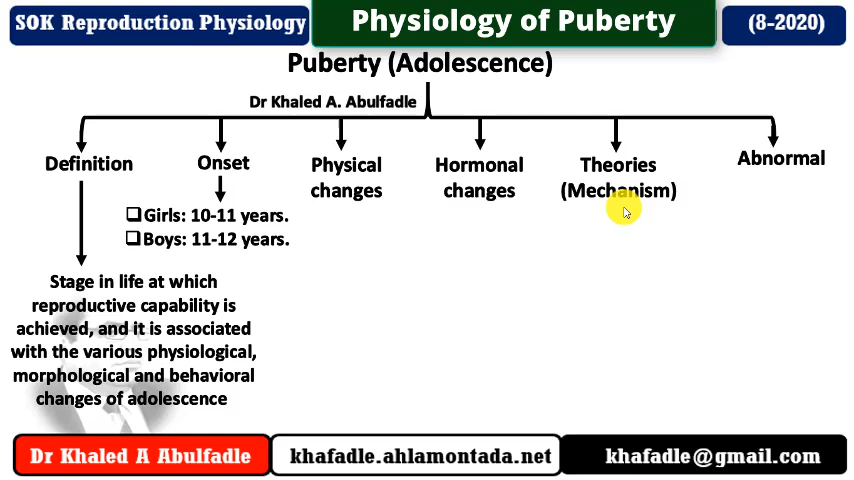 SOK Reproduction Physiology
Physiology of Puberty
(8-2020)
Puberty (Adolescence)
Dr Khaled A. Abulfadle
Definition
Onset
Physical
changes
Hormonal
changes
Theories
(Mechanism)
Abnormal
Girls: 10-11 years.
Boys: 11-12 years.
Stage in life at which
reproductive capability is
achieved, and it is associated
with the various physiological,
morphological and behavioral
changes of adolescence
Dr Khaled A Abulfadle
khafadle.ahlamontada.net
khafadle@gmail.com